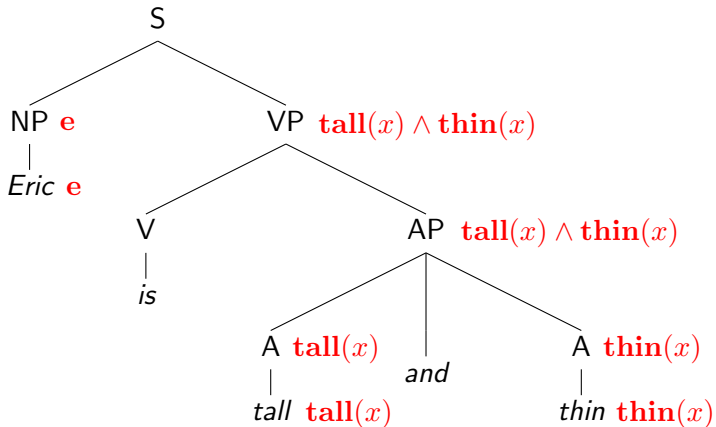 S
NP e
VP tall(x) ∧ thin(x)
Eric e
V
AP tall(x) ∧ thin(x)
is
A tall(x)
and
A thin(x)
tall tall(x)
thin thin(x)